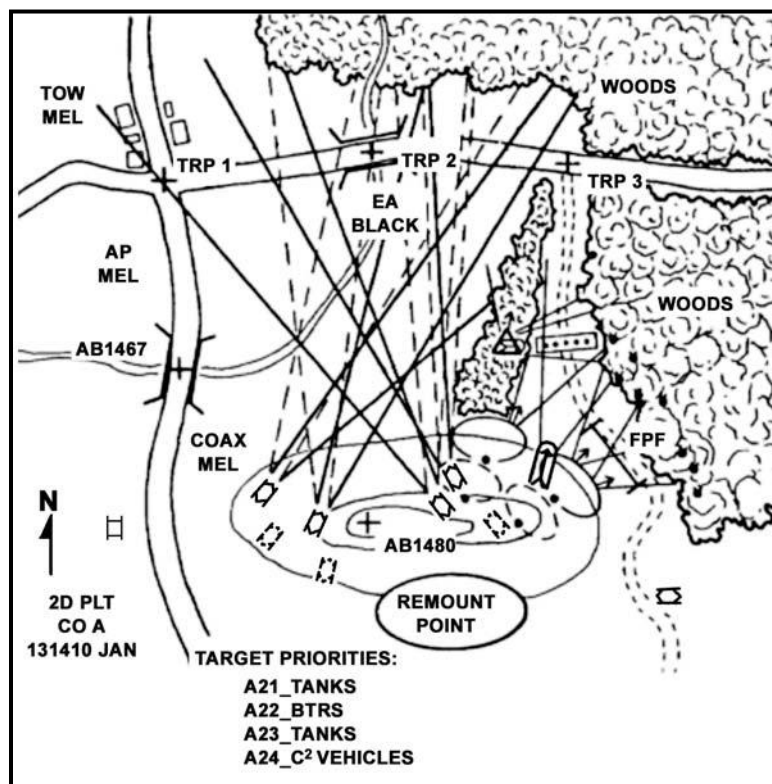 WOODS
TOW
MEL
TRP 1
TRP 2
TRP 3
EA
BLACK
AP
MEL
WOODS
AB1467
COAX
MEL
FPF
N
AB1480
2D PLT
CO A
131410 JAN
REMOUNT
POINT
TARGET PRIORITIES:
A21_TANKS
A22_BTRS
A23_TANKS
A24_C² VEHICLES